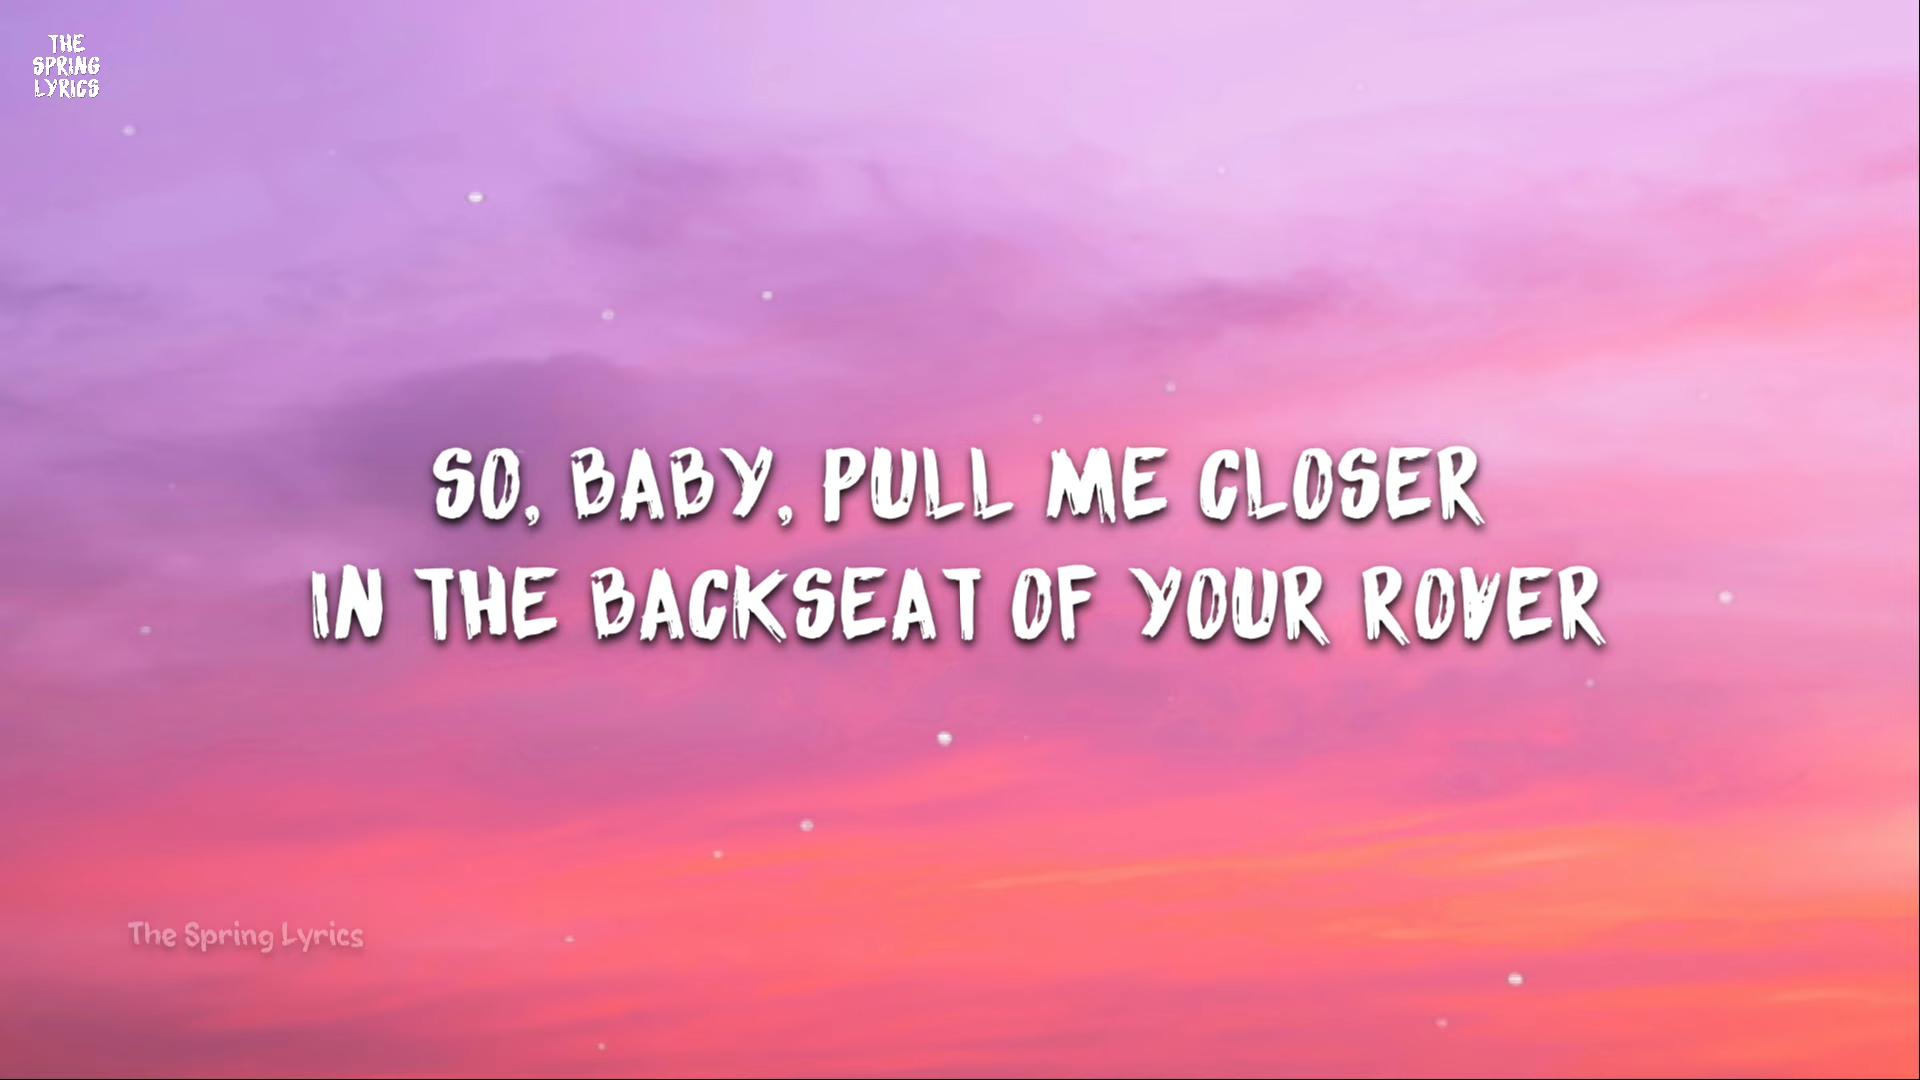 THE
SPRING
LYRICS
SO, BABY, PULL ME CLOSER
IN THE BACKSEAT OF YOUR ROVER
The Spring Lyrics